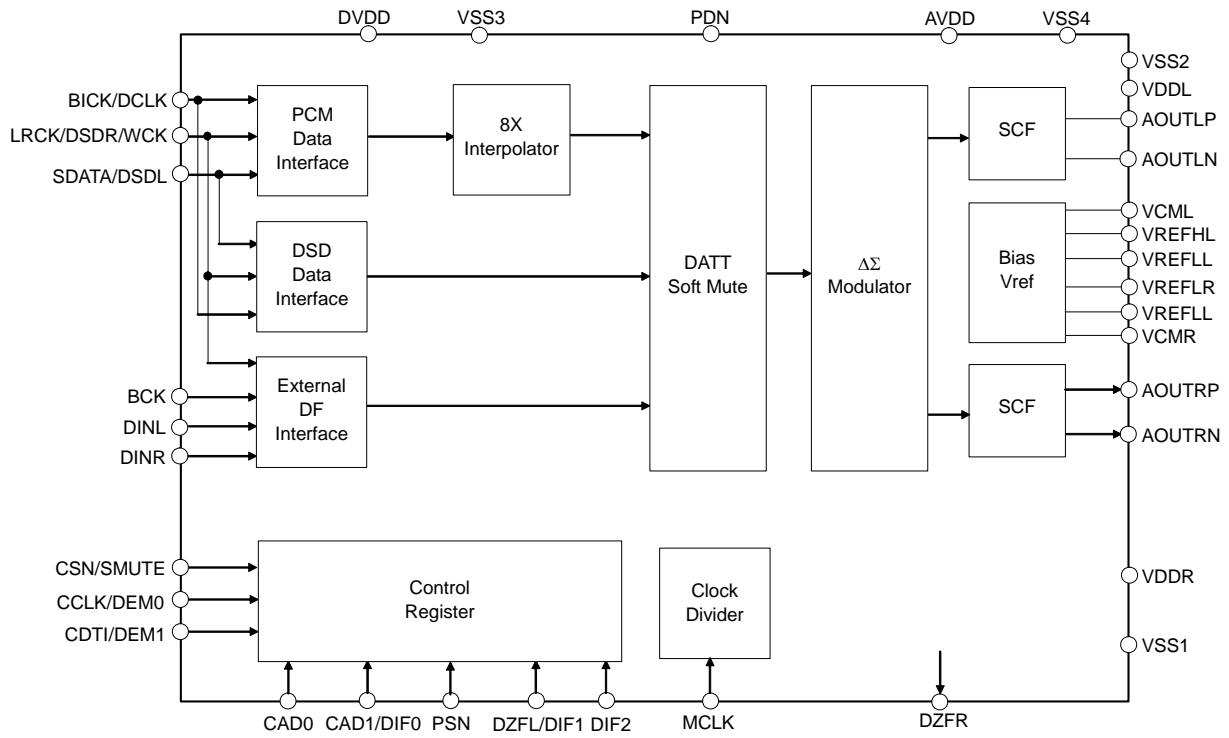 DVDD
VSS3
PDN
AVDD
VSS4
VSS2
VDDL
BICK/DCLK
LRCK/DSDR/WCK
SDATA/DSDL
PCM
Data
Interface
8X
Interpolator
SCF
AOUTLP
AOUTLN
DSD
Data
Interface
DATT
Soft Mute
ΔΣ
Modulator
Bias
Vref
VCML
VREFHL
VREFLL
VREFLR
VREFLL
VCMR
BCK
DINL
DINR
External
DF
Interface
SCF
AOUTRP
AOUTRN
CSN/SMUTE
CCLK/DEM0
CDTI/DEM1
Control
Register
Clock
Divider
VDDR
VSS1
CAD0
CAD1/DIF0
PSN
DZFL/DIF1
DIF2
MCLK
DZFR